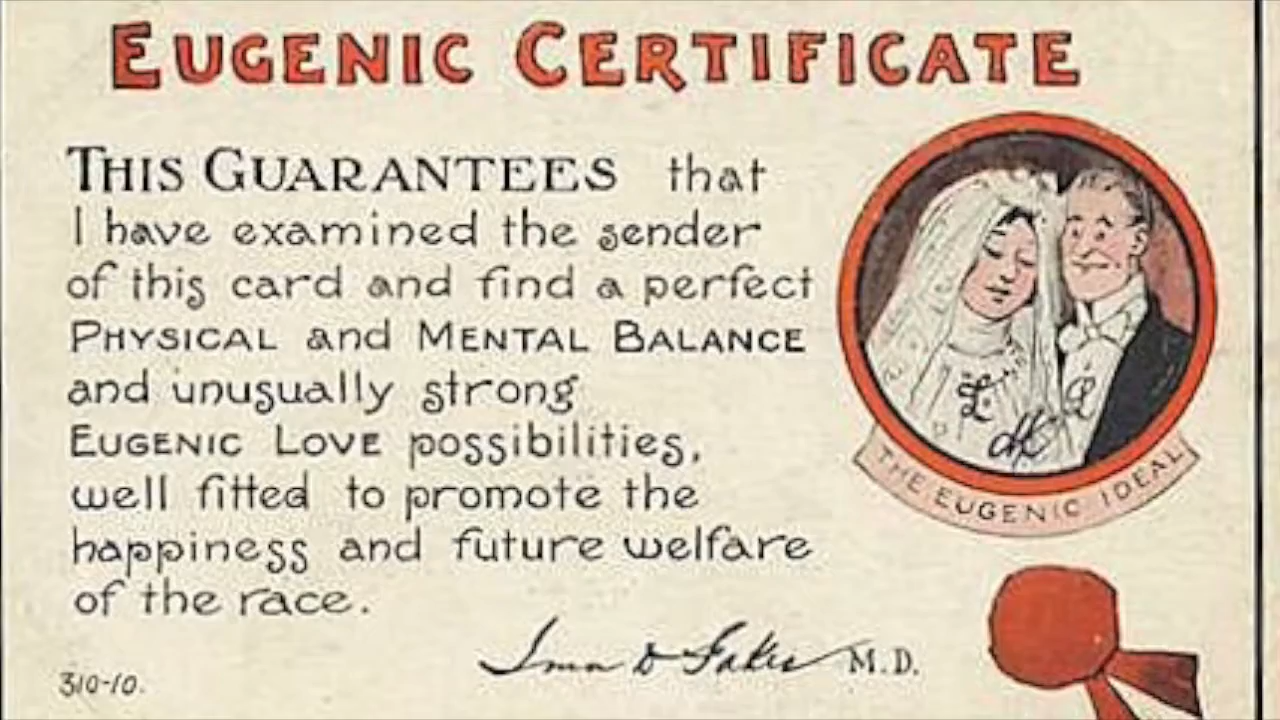 EUGENIC CERTIFICATE
THIS GUARANTEES that
I have examined the sender
of this card and find a perfect
PHYSICAL and MENTAL BALANCE
and unusually strong
EUGENIC LOVE possibilities,
well fitted to promote the
happiness and future welfare
of the race.
THE EUGENIC IDEAL
M.D.
310-10.